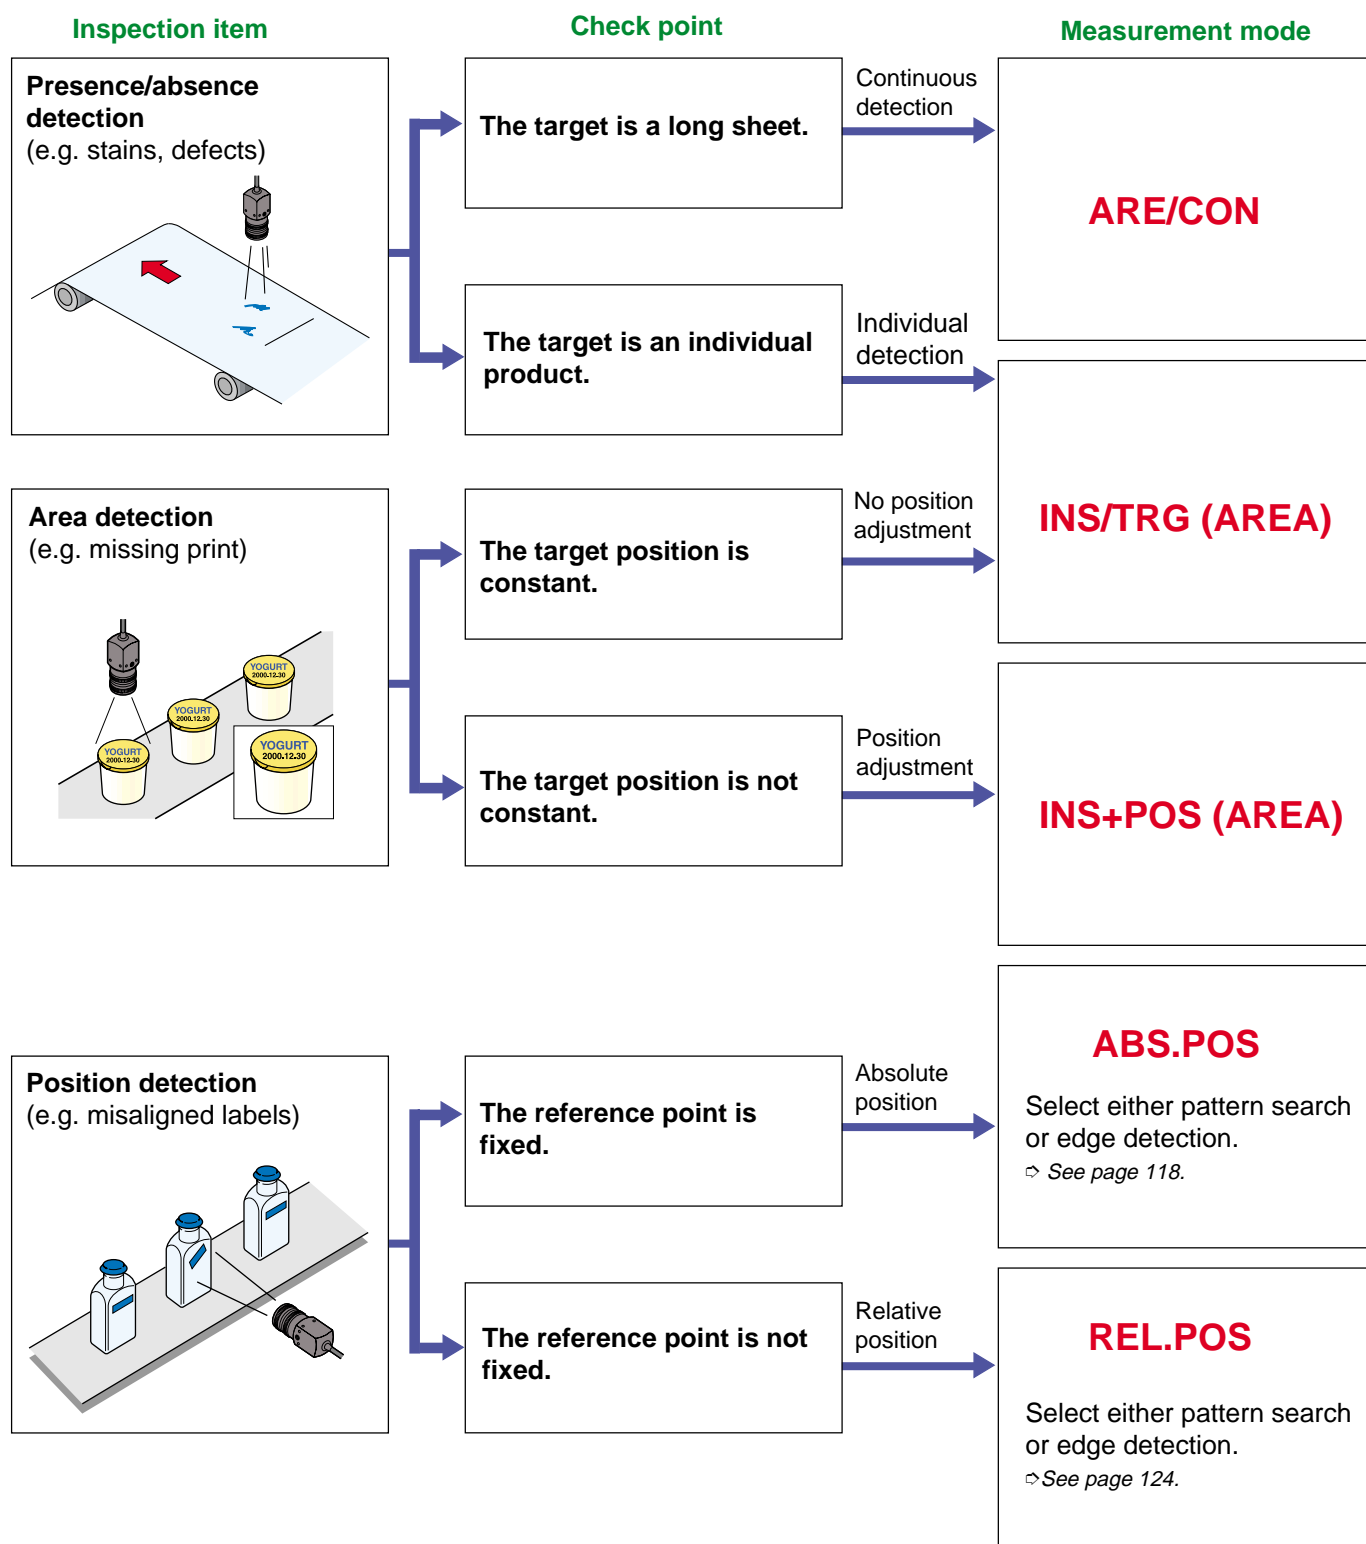 Inspection item
Check point
Measurement mode
Presence/absence
detection
(e.g. stains, defects)
The target is a long sheet.
Continuous
detection
ARE/CON
The target is an individual
product.
Individual
detection
INS/TRG (AREA)
Area detection
(e.g. missing print)
YOGURT
2000.12.30
YOGURT
2000.12.30
YOGURT
2000.12.30
YOGURT
2000.12.30
The target position is
constant.
No position
adjustment
The target position is not
constant.
Position
adjustment
INS+POS (AREA)
Position detection
(e.g. misaligned labels)
The reference point is
fixed.
Absolute
position
ABS.POS
Select either pattern search
or edge detection.
➩ See page 118.
The reference point is not
fixed.
Relative
position
REL.POS
Select either pattern search
or edge detection.
➩See page 124.